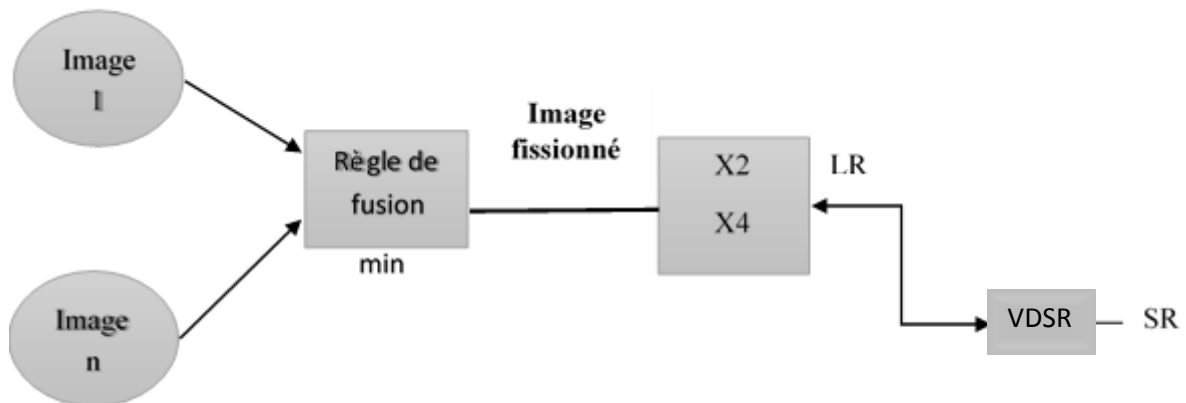 Image
1
Image
n
Règle de
fusion
min
Image
fissionné
X2
X4
LR
VDSR
SR